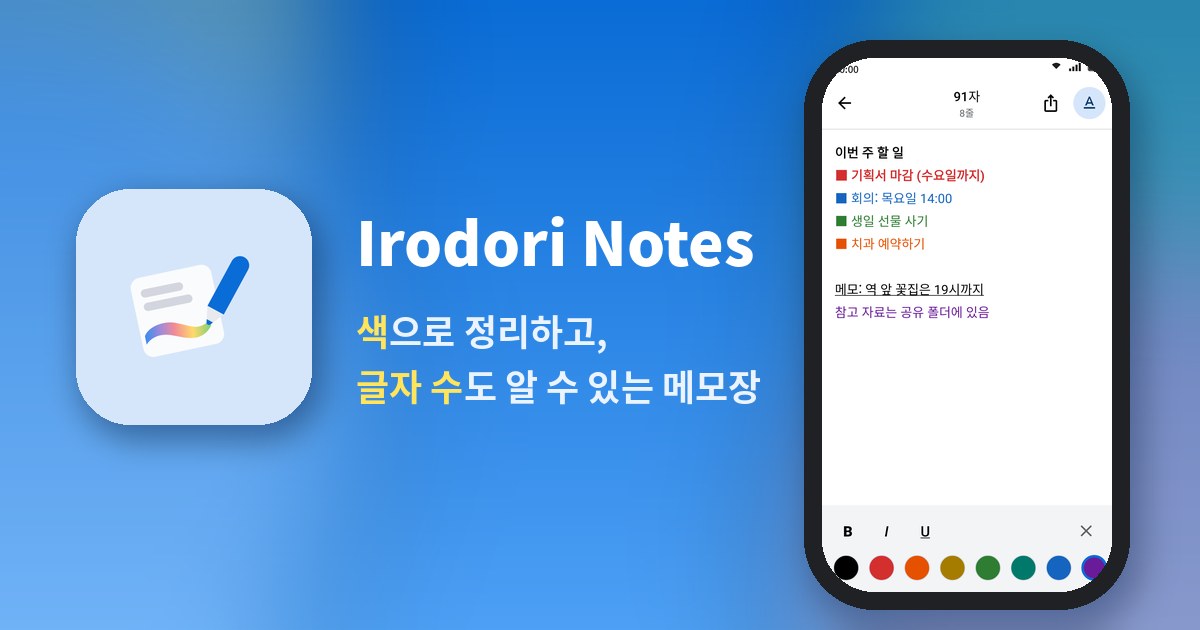 Irodori Notes
색으로 정리하고,
글자 수도 알 수 있는 메모장
91자
8줄
이번 주 할 일
기획서 마감 (수요일까지)
회의: 목요일 14:00
생일 선물 사기
치과 예약하기
메모: 역 앞 꽃집은 19시까지
참고 자료는 공유 폴더에 있음
B I U